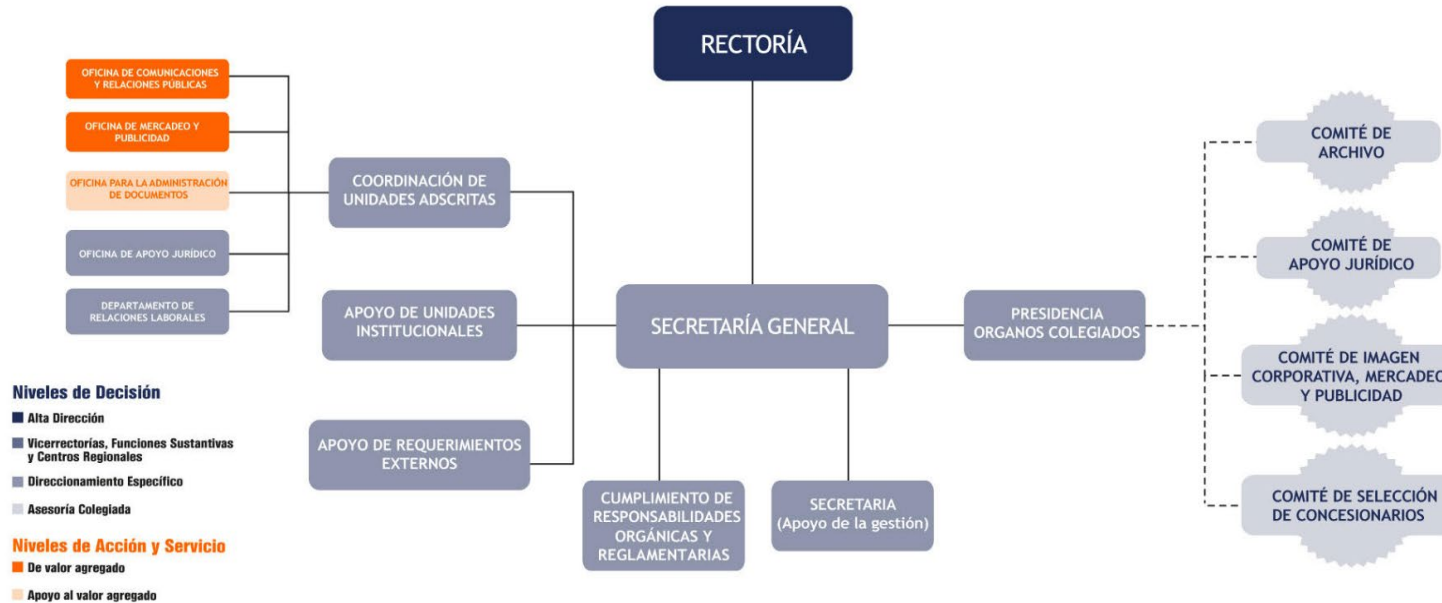 RECTORÍA
OFICINA DE COMUNICACIONES
Y RELACIONES PÚBLICAS
OFICINA DE MERCADEO Y
PUBLICIDAD
OFICINA PARA LA ADMINISTRACIÓN
DE DOCUMENTOS
OFICINA DE APOYO JURÍDICO
DEPARTAMENTO DE
RELACIONES LABORALES
COORDINACIÓN DE
UNIDADES ADSCRITAS
APOYO DE UNIDADES
INSTITUCIONALES
APOYO DE REQUERIMIENTOS
EXTERNOS
SECRETARÍA GENERAL
CUMPLIMIENTO DE
RESPONSABILIDADES
ORGÁNICAS Y
REGLAMENTARIAS
SECRETARIA
(Apoyo de la gestión)
PRESIDENCIA
ORGANOS COLEGIADOS
COMITÉ DE
ARCHIVO
COMITÉ DE
APOYO JURÍDICO
COMITÉ DE IMAGEN
CORPORATIVA, MERCADEO
Y PUBLICIDAD
COMITÉ DE SELECCIÓN
DE CONCESIONARIOS
Niveles de Decisión
Alta Dirección
Vicerrectorías, Funciones Sustantivas
y Centros Regionales
Direccionamiento Específico
Asesoría Colegiada
Niveles de Acción y Servicio
De valor agregado
Apoyo al valor agregado